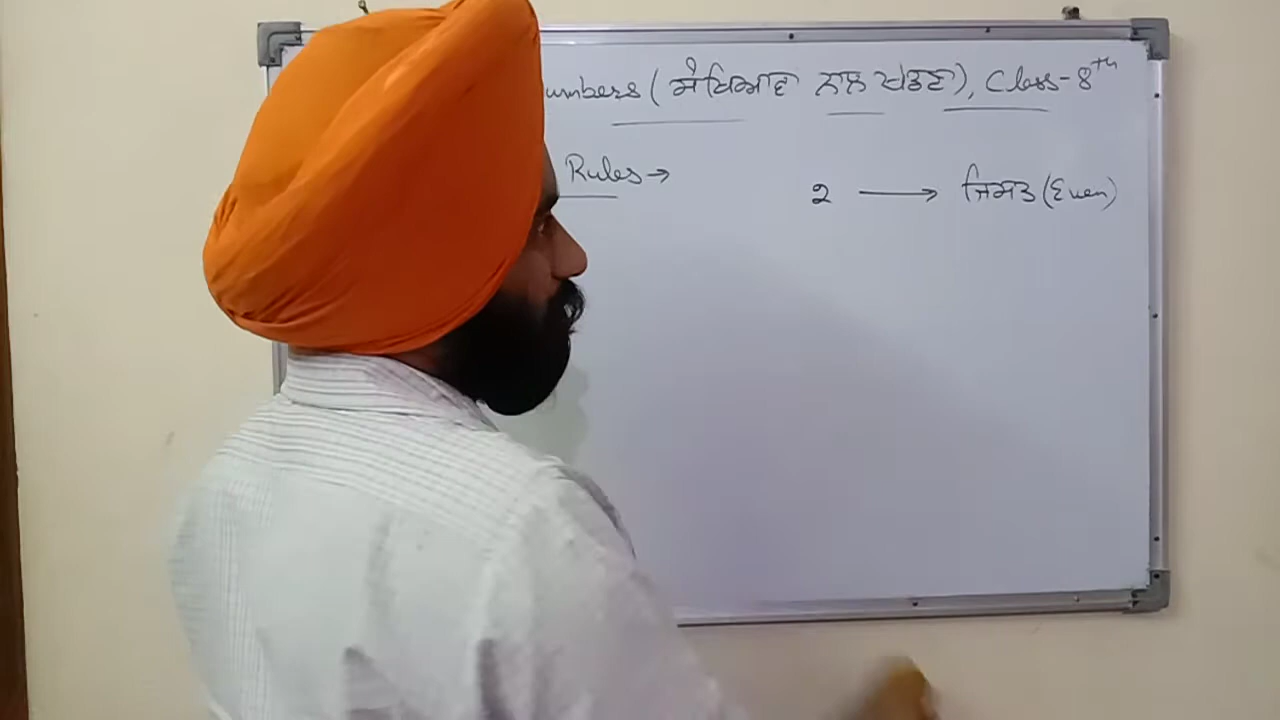 umbers (ਸੰਖਿਆਵਾਂ ਨਾਲ ਖੇਡਣਾ), Class-8th
Rules →
2 → ਜਿਸਤ (Even)